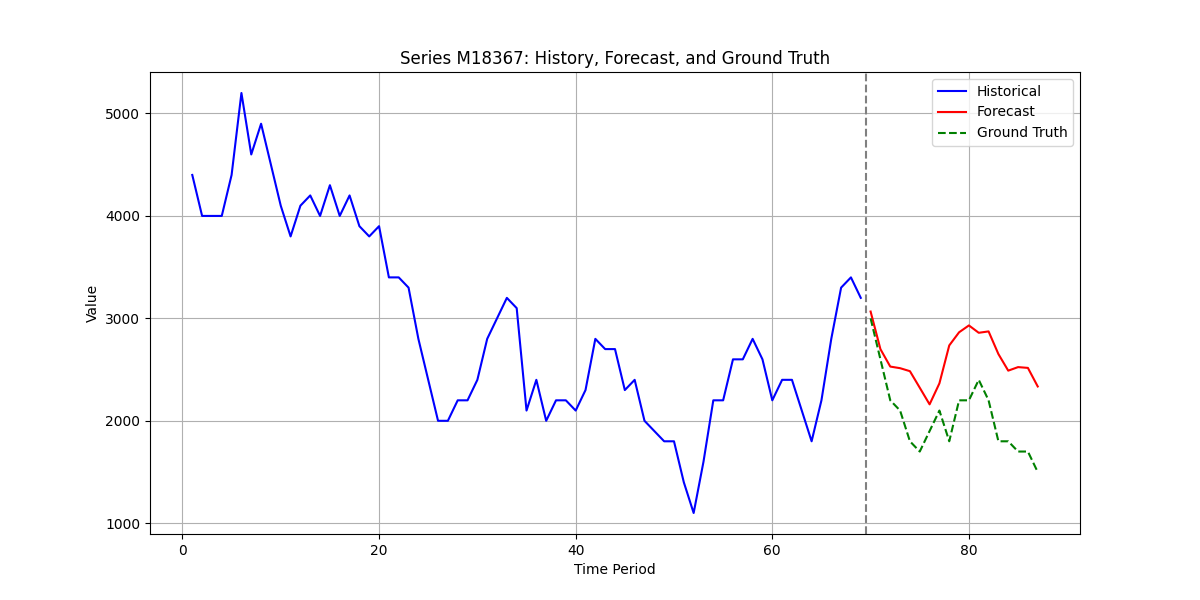 Series M18367: History, Forecast, and Ground Truth
Historical
Forecast
Ground Truth
Value
5000
4000
3000
2000
1000
0
20
40
60
80
Time Period